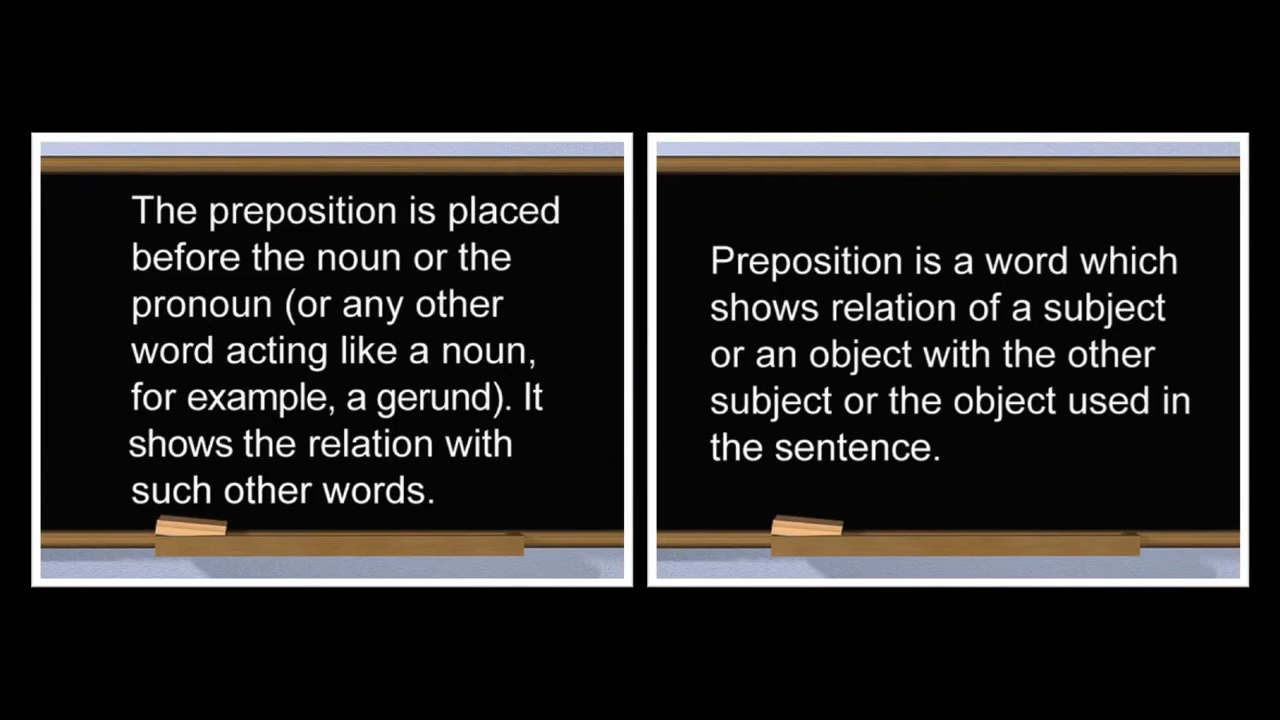 The preposition is placed
before the noun or the
pronoun (or any other
word acting like a noun,
for example, a gerund). It
shows the relation with
such other words.
Preposition is a word which
shows relation of a subject
or an object with the other
subject or the object used in
the sentence.